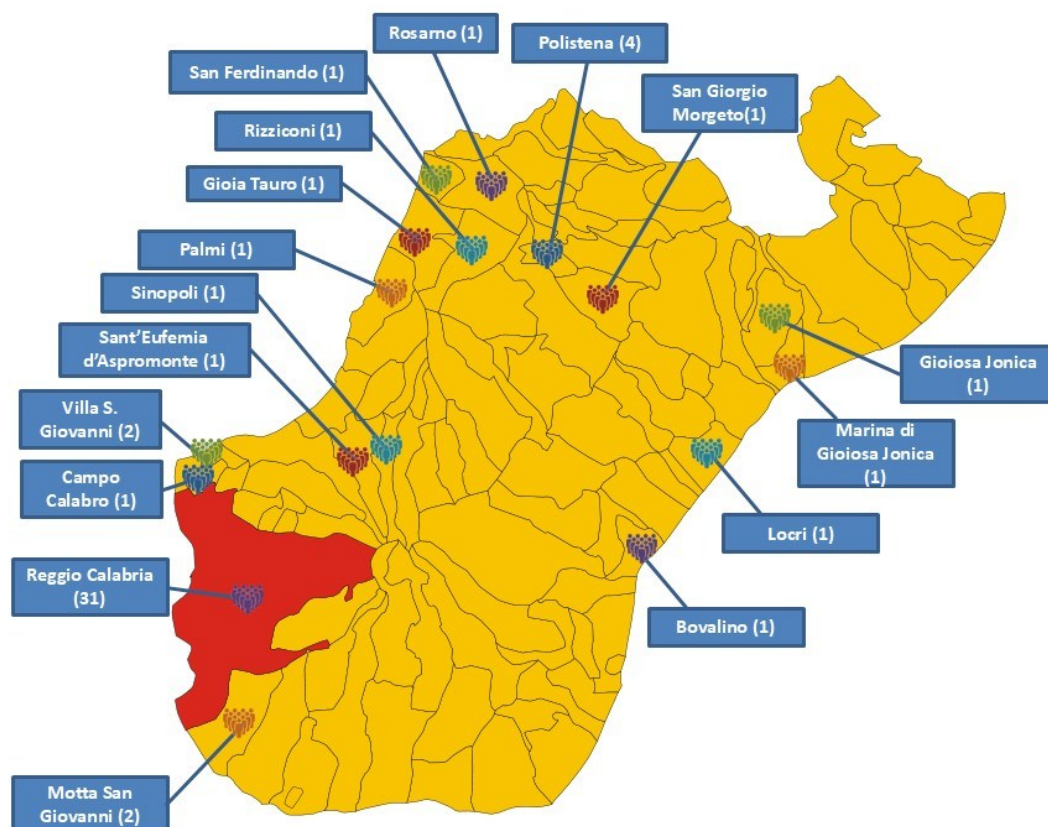 Rosarno (1)
Polistena (4)
San Ferdinando (1)
San Giorgio
Morgeto(1)
Rizziconi (1)
Gioia Tauro (1)
Palmi (1)
Sinopoli (1)
Sant’Eufemia
d’Aspromonte (1)
Gioiosa Jonica
(1)
Villa S.
Giovanni (2)
Marina di
Gioiosa Jonica
(1)
Campo
Calabro (1)
Locri (1)
Reggio Calabria
(31)
Bovalino (1)
Motta San
Giovanni (2)